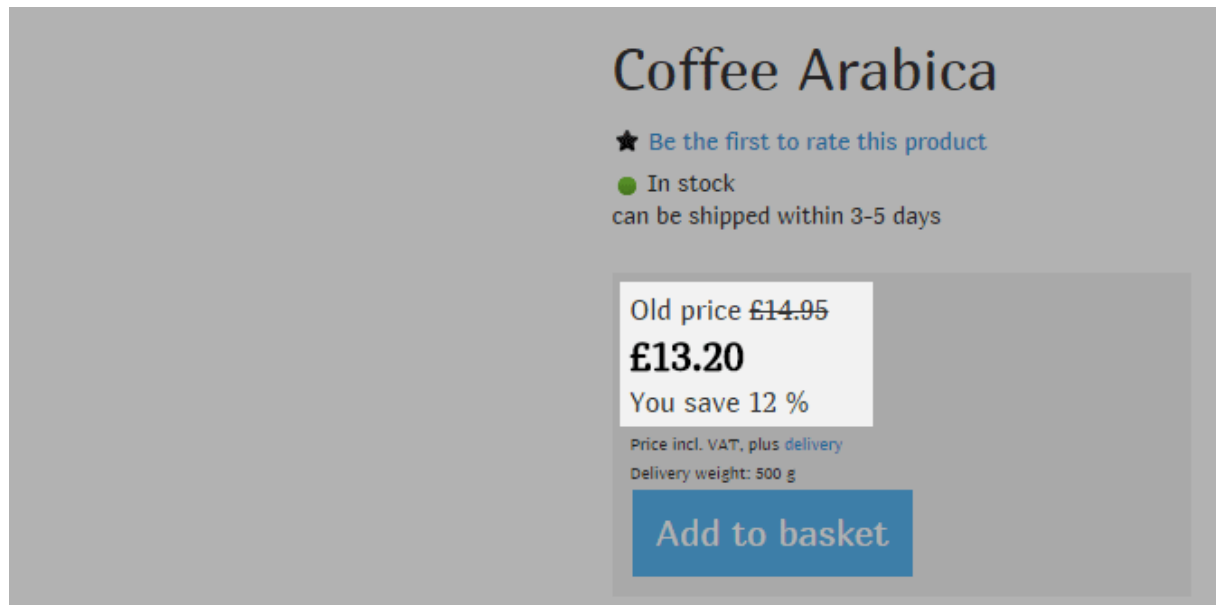 Coffee Arabica
Be the first to rate this product
In stock
can be shipped within 3-5 days
Old price £14.95
£13.20
You save 12 %
Price incl. VAT, plus delivery
Delivery weight: 500 g
Add to basket